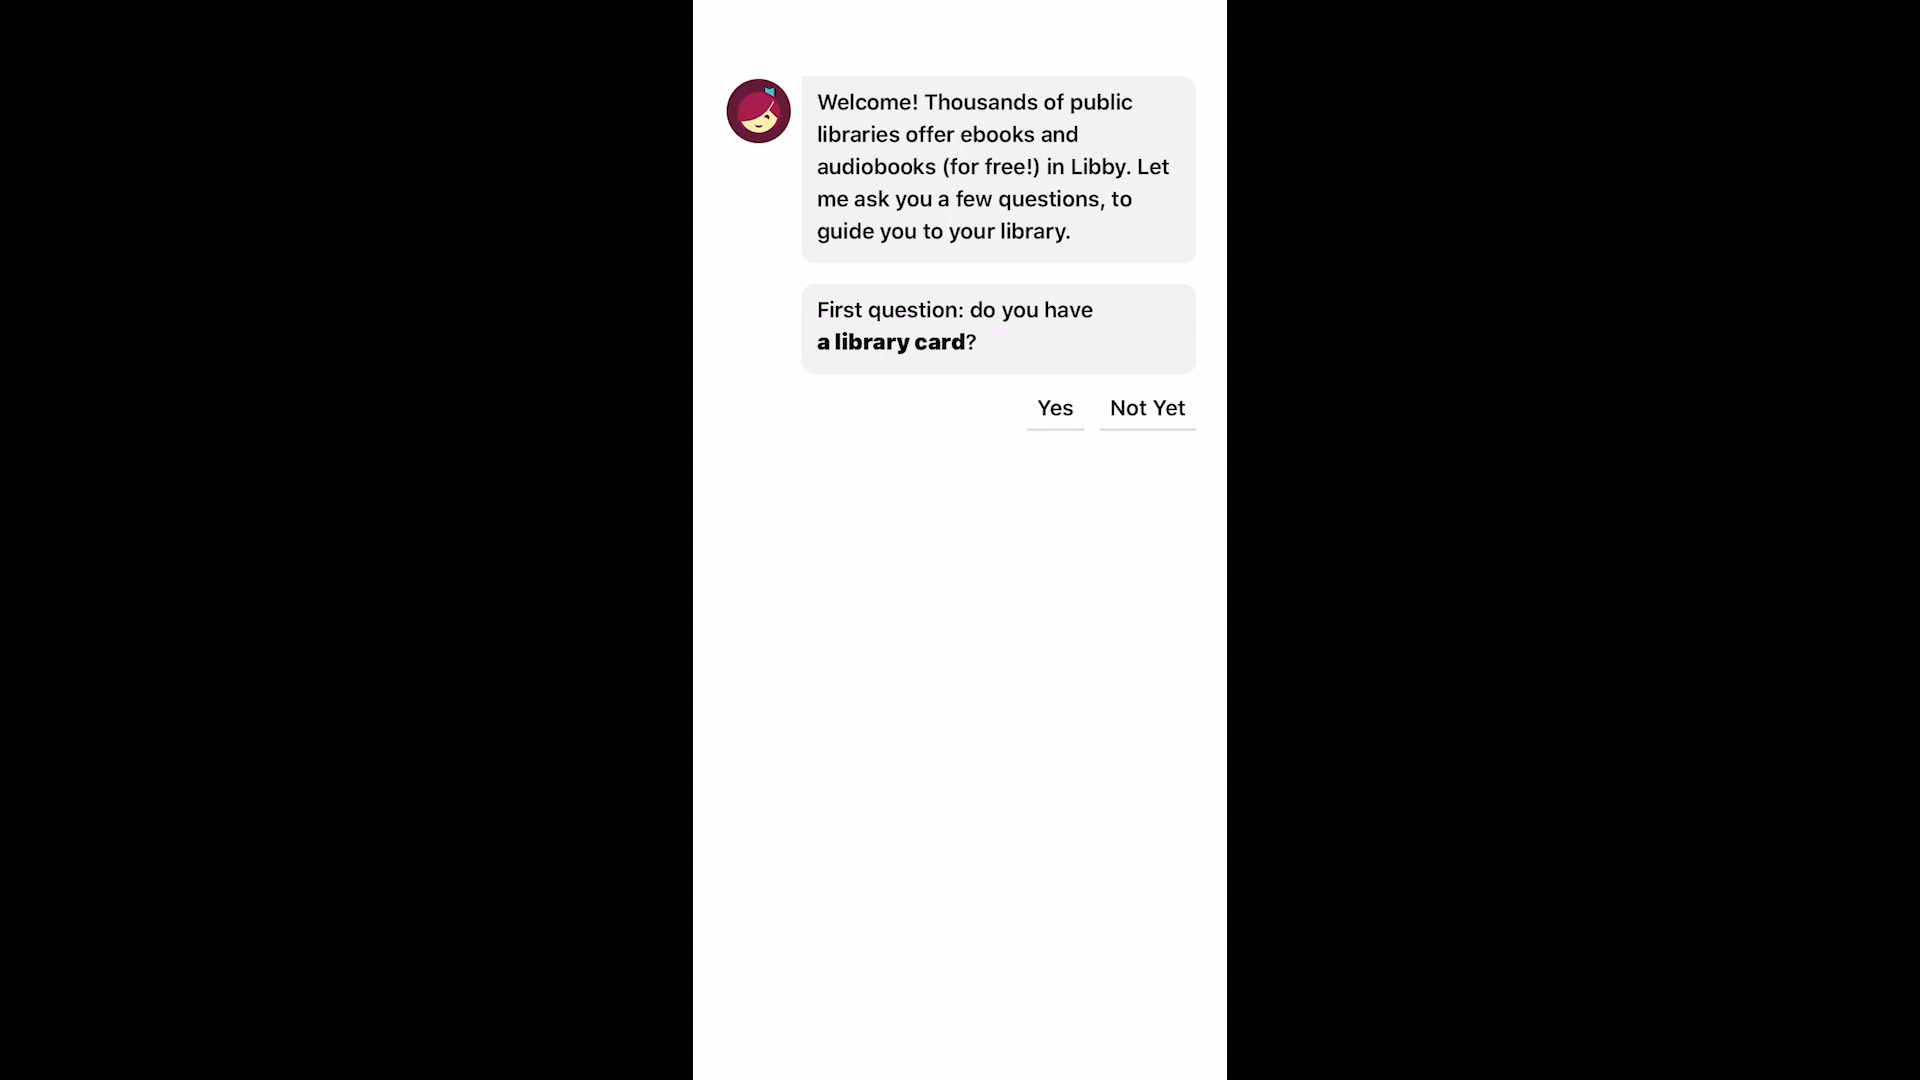 Welcome! Thousands of public
libraries offer ebooks and
audiobooks (for free!) in Libby. Let
me ask you a few questions, to
guide you to your library.
First question: do you have
a library card?
Yes Not Yet